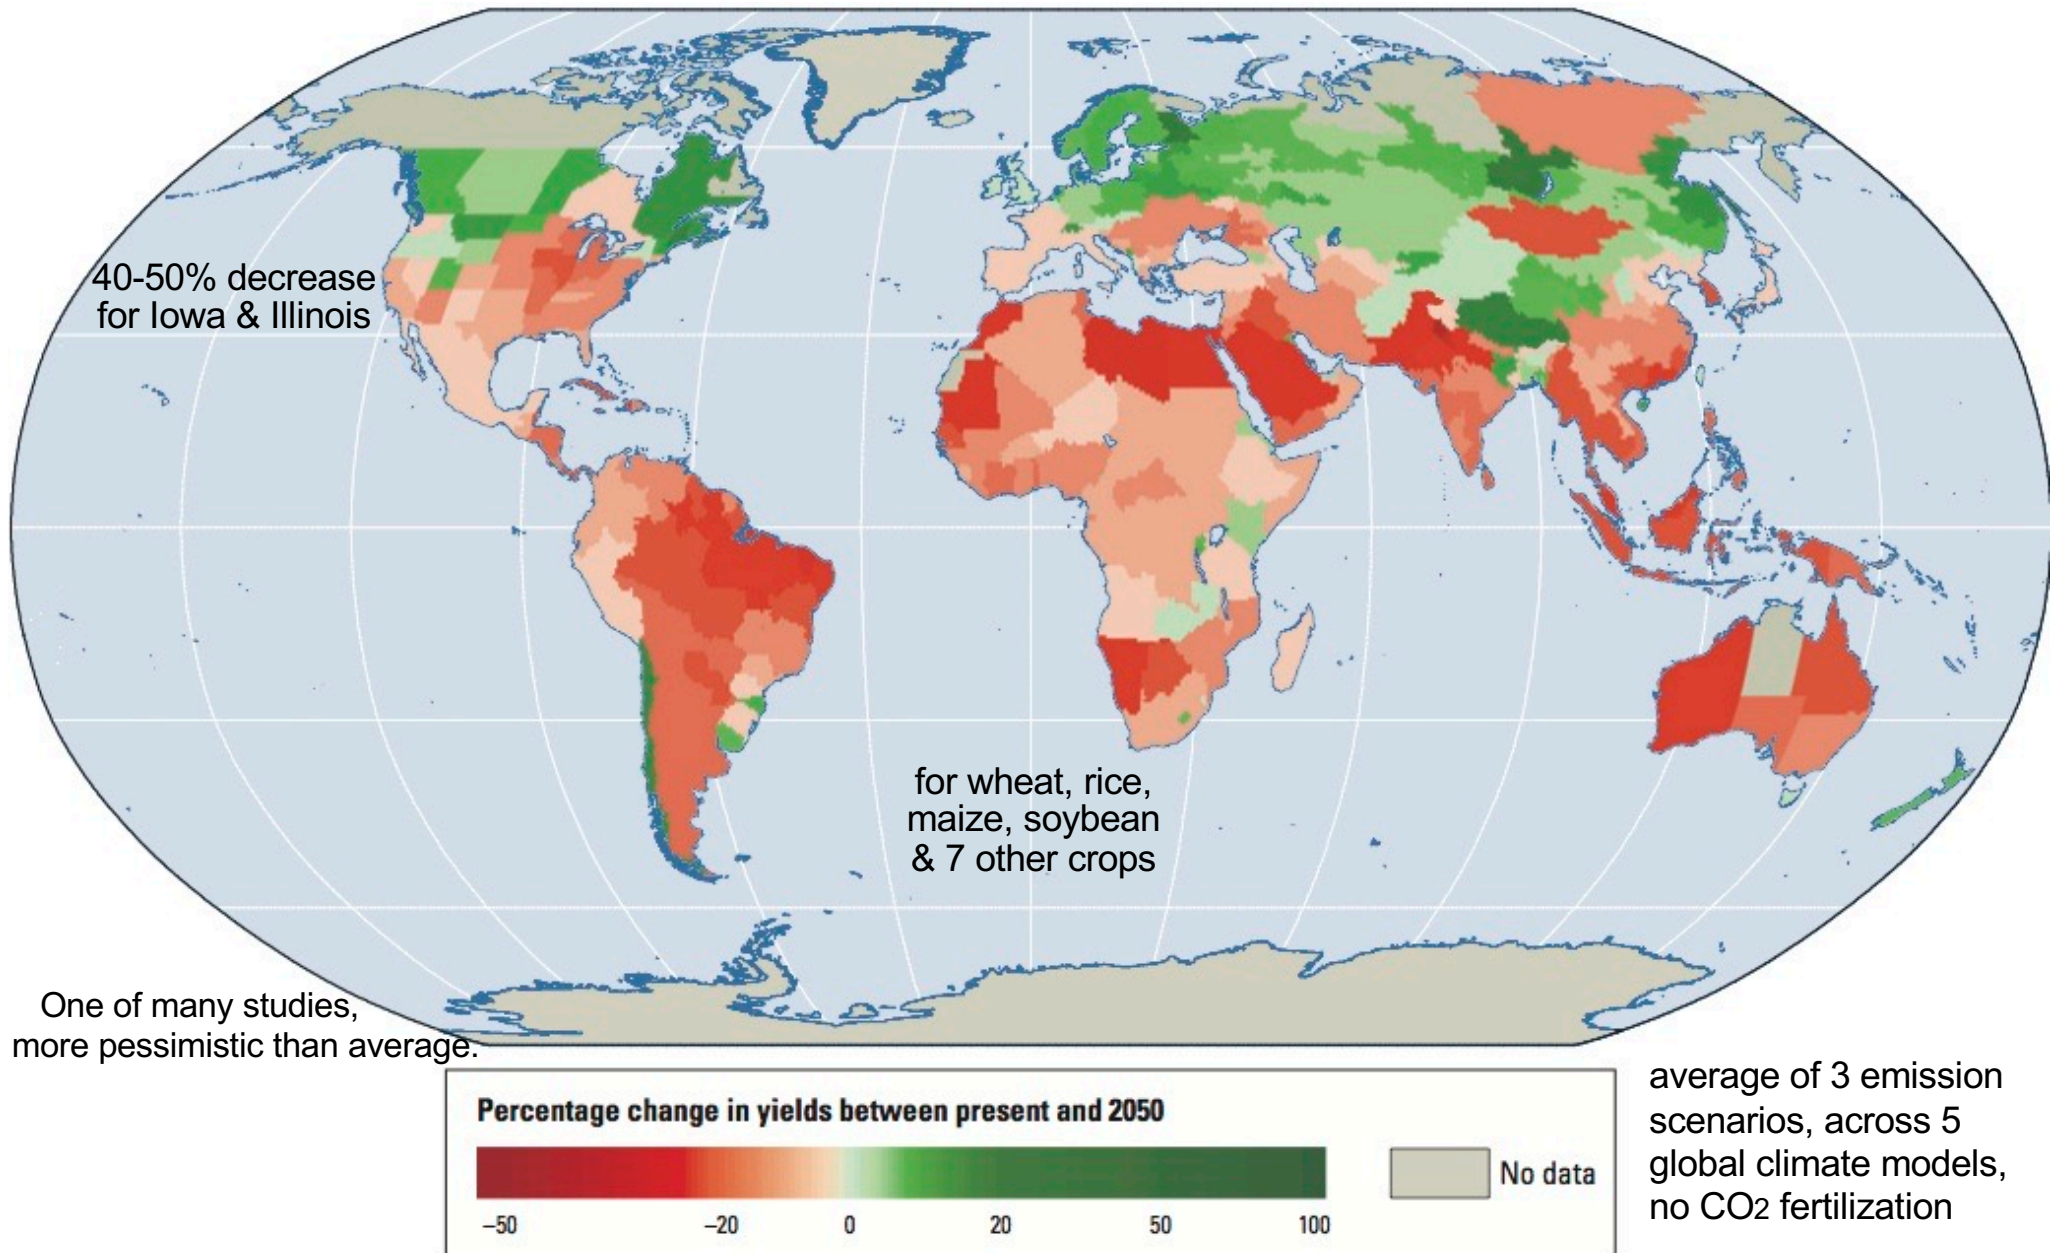 40-50% decrease
for Iowa & Illinois
for wheat, rice,
maize, soybean
& 7 other crops
One of many studies,
more pessimistic than average.
Percentage change in yields between present and 2050
–50 –20 0 20 50 100
No data
average of 3 emission
scenarios, across 5
global climate models,
no CO2 fertilization